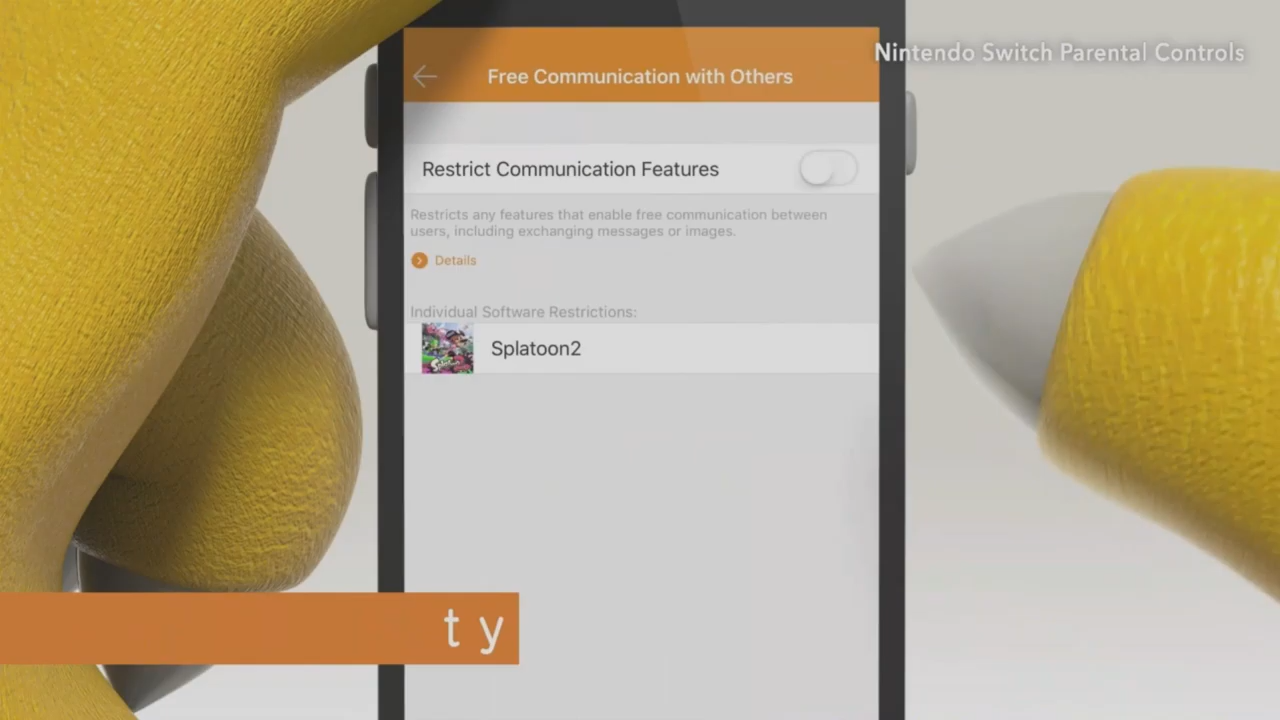 Nintendo Switch Parental Controls
Free Communication with Others
Restrict Communication Features
Restricts any features that enable free communication between
users, including exchanging messages or images.
Details
Individual Software Restrictions:
Splatoon2
ty